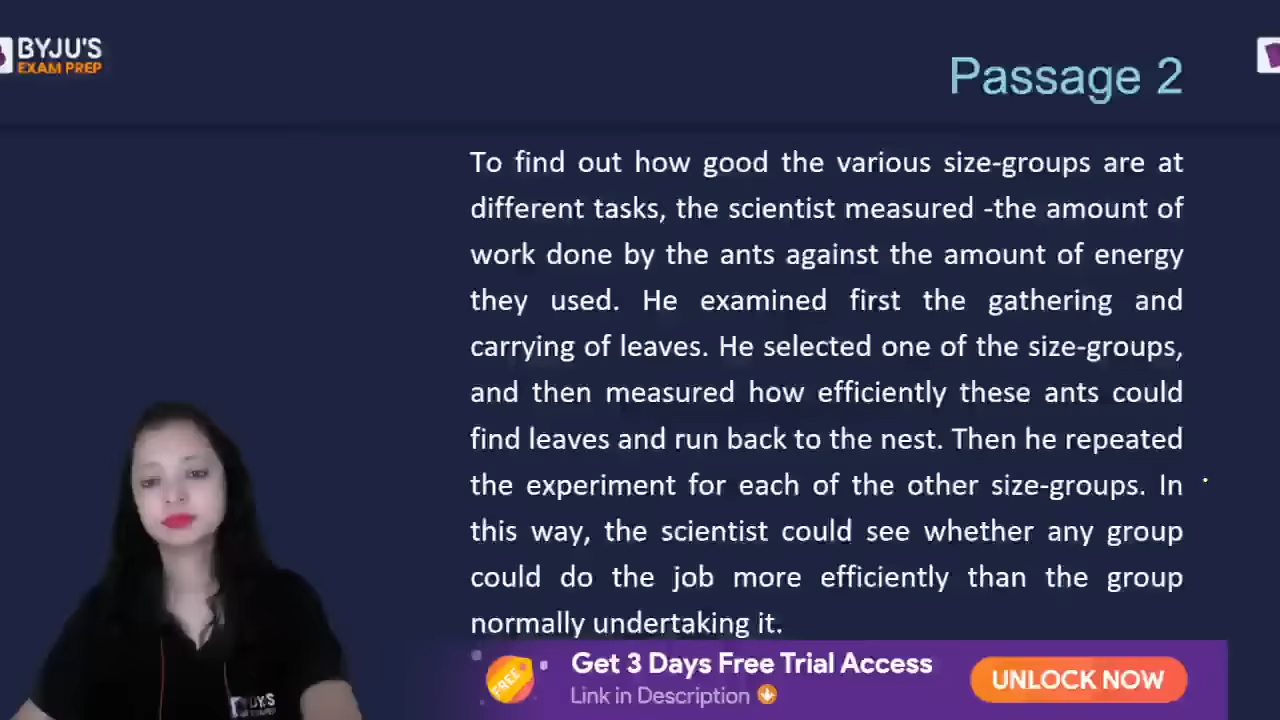 BYJU'S
EXAM PREP
Passage 2
To find out how good the various size-groups are at
different tasks, the scientist measured -the amount of
work done by the ants against the amount of energy
they used. He examined first the gathering and
carrying of leaves. He selected one of the size-groups,
and then measured how efficiently these ants could
find leaves and run back to the nest. Then he repeated
the experiment for each of the other size-groups. In
this way, the scientist could see whether any group
could do the job more efficiently than the group
normally undertaking it.
FREE
Get 3 Days Free Trial Access
Link in Description
UNLOCK NOW